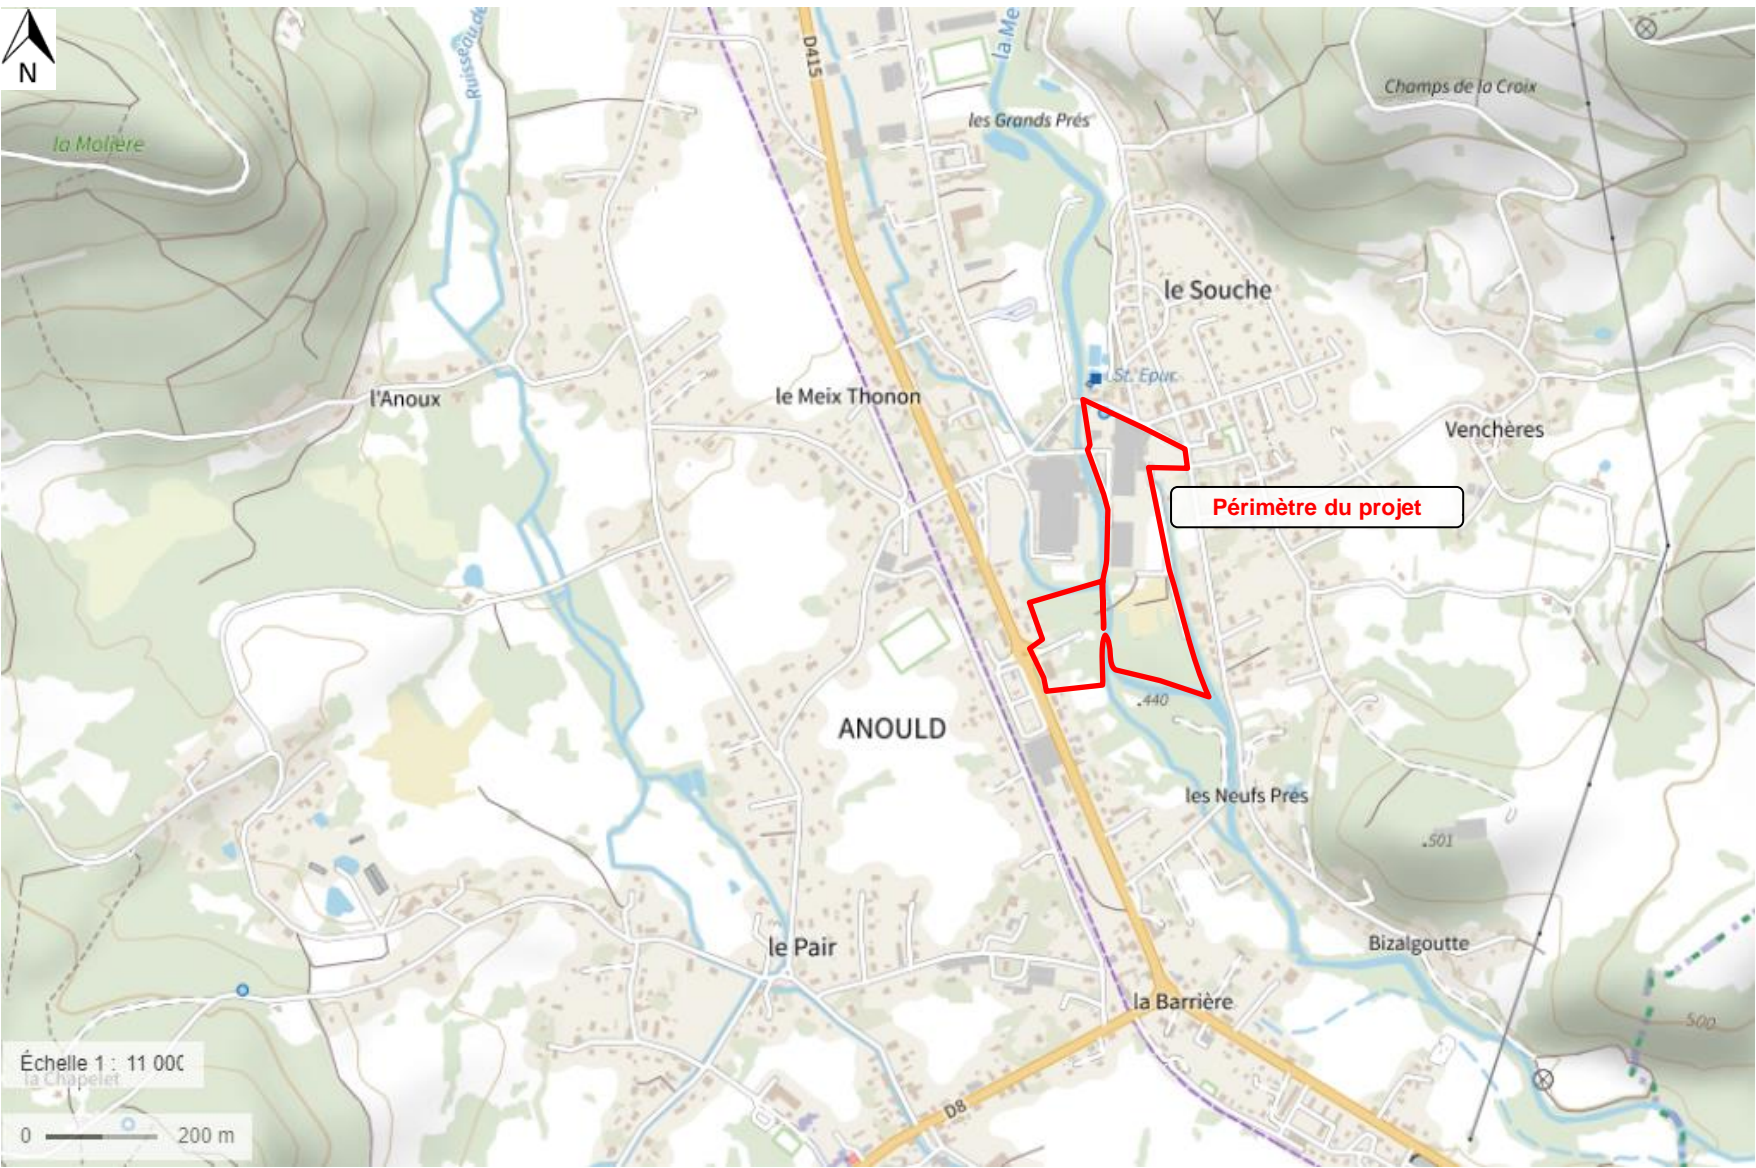 N
Ruisseau de
D415
la Me
Champs de la Croix
les Grands Prés
la Molière
le Souche
St. Epur.
l'Anoux
le Meix Thonon
Venchères
Périmètre du projet
.440
ANOULD
les Neufs Prés
.501
le Pair
Bizalgoutte
la Barrière
500
Échelle 1 : 11 000
la Chapelet
D8
0
200 m